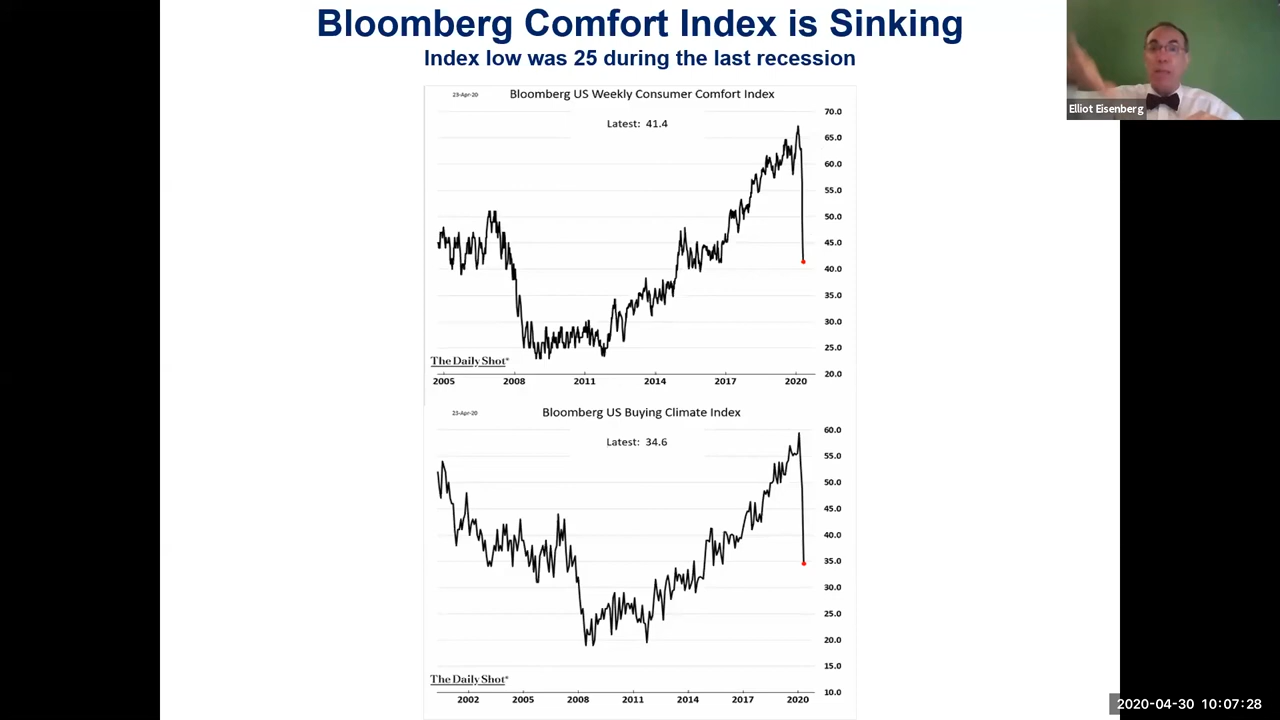 Bloomberg Comfort Index is Sinking
Index low was 25 during the last recession
Elliot Eisenberg
23-Apr-20
Bloomberg US Weekly Consumer Comfort Index
Latest: 41.4
70.0
65.0
60.0
55.0
50.0
45.0
40.0
35.0
30.0
25.0
20.0
The Daily Shot®
2005 2008 2011 2014 2017 2020
23-Apr-20
Bloomberg US Buying Climate Index
Latest: 34.6
60.0
55.0
50.0
45.0
40.0
35.0
30.0
25.0
20.0
15.0
10.0
The Daily Shot®
2002 2005 2008 2011 2014 2017 2020
2020-04-30 10:07:28